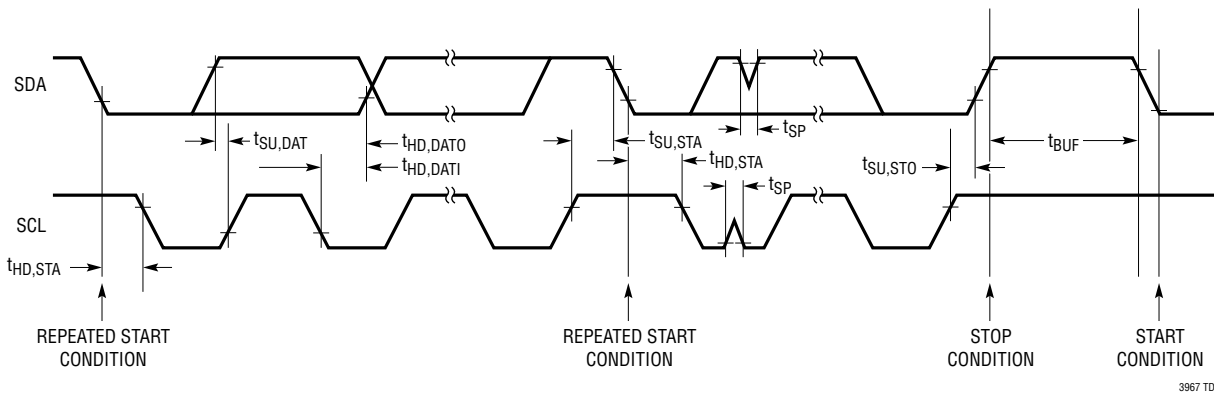 SDA
tSU,DAT
tHD,DATO
tHD,DATI
tSU,STA
tHD,STA
tSP
tSP
tSU,STO
tBUF
SCL
tHD,STA
REPEATED START
CONDITION
REPEATED START
CONDITION
STOP
CONDITION
START
CONDITION
3967 TD